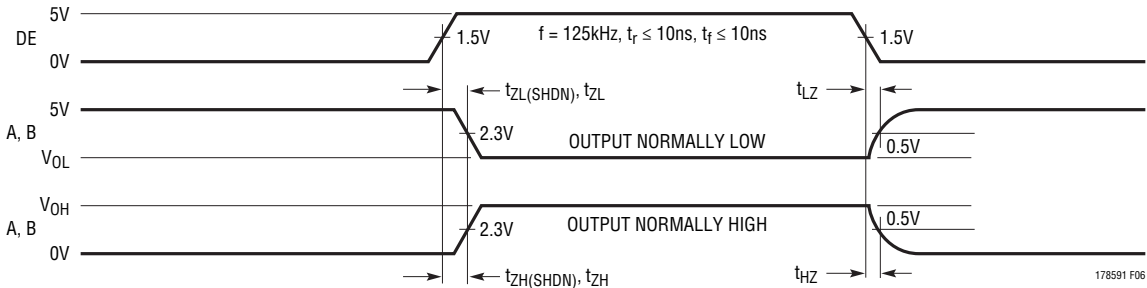 5V
DE
0V
1.5V
f = 125kHz, tr ≤ 10ns, tf ≤ 10ns
1.5V
tZL(SHDN), tZL
tLZ
5V
A, B
VOL
2.3V
OUTPUT NORMALLY LOW
0.5V
VOH
A, B
0V
2.3V
OUTPUT NORMALLY HIGH
0.5V
tZH(SHDN), tZH
tHZ
178591 F06